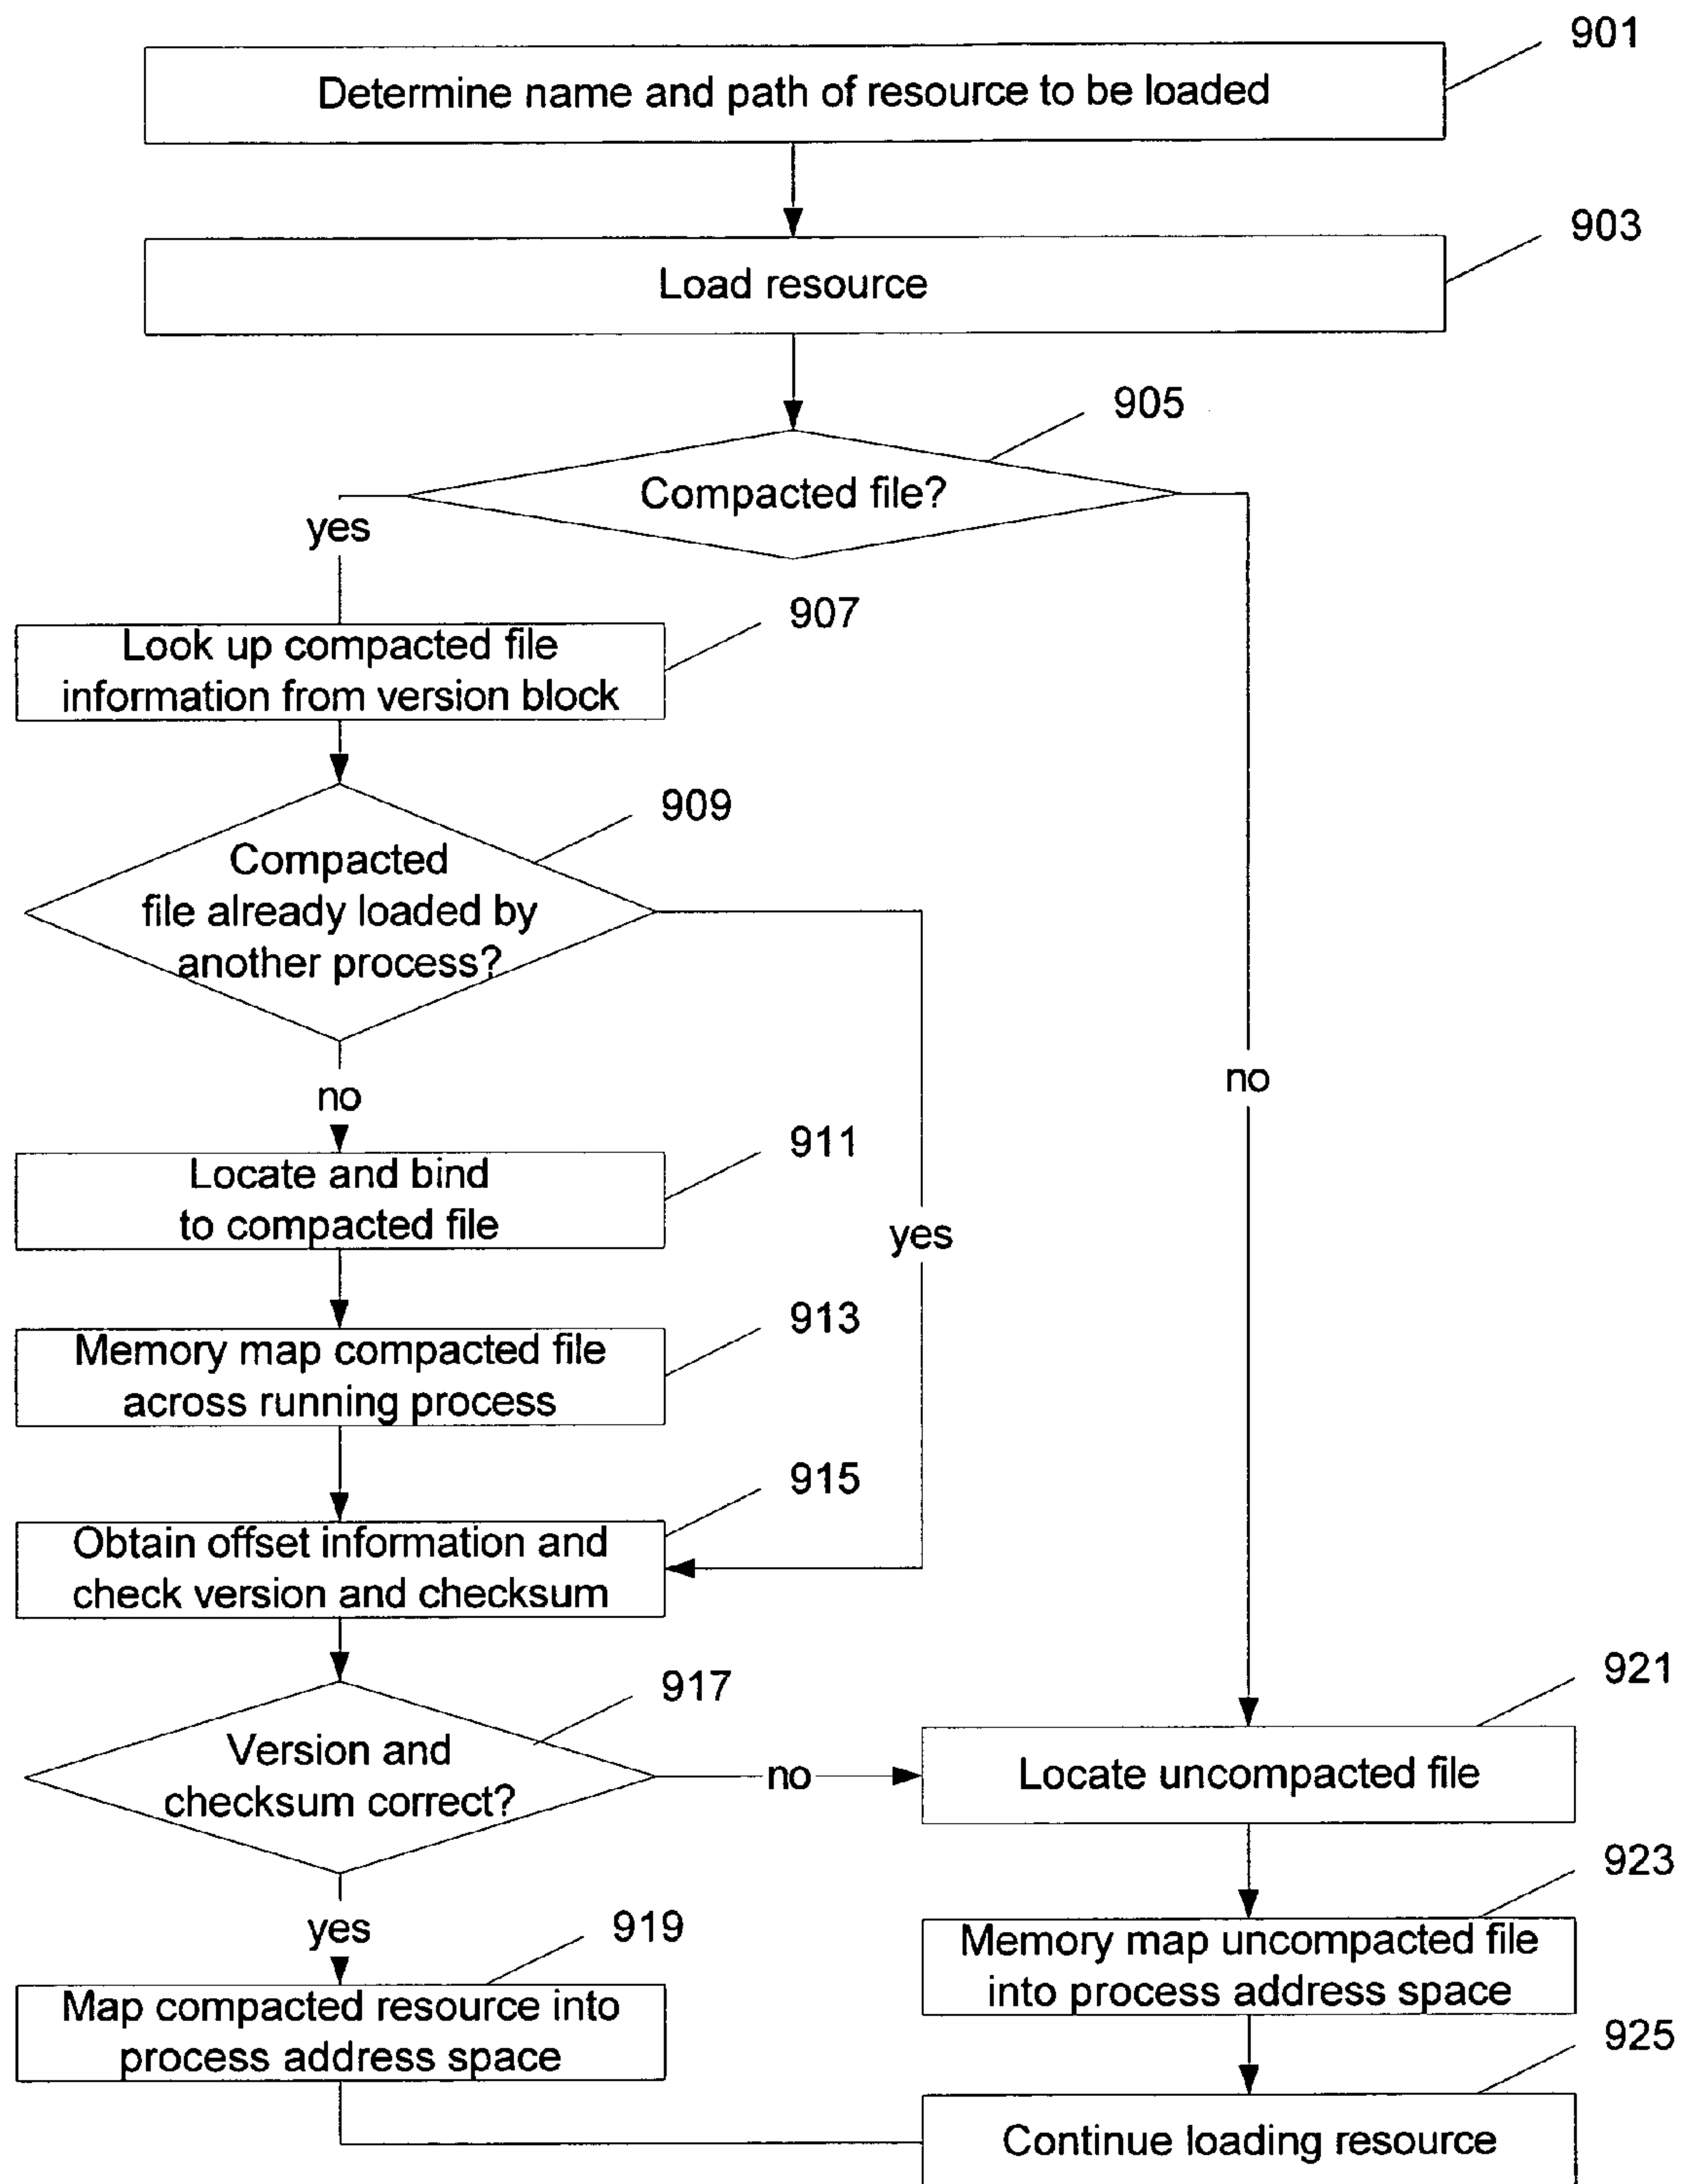 901
Determine name and path of resource to be loaded
903
Load resource
905
Compacted file?
yes
907
Look up compacted file
information from version block
909
Compacted
file already loaded by
another process?
no
no
911
Locate and bind
to compacted file
yes
913
Memory map compacted file
across running process
915
Obtain offset information and
check version and checksum
917
921
Version and
checksum correct?
no
Locate uncompacted file
923
yes
919
Memory map uncompacted file
into process address space
Map compacted resource into
process address space
925
Continue loading resource